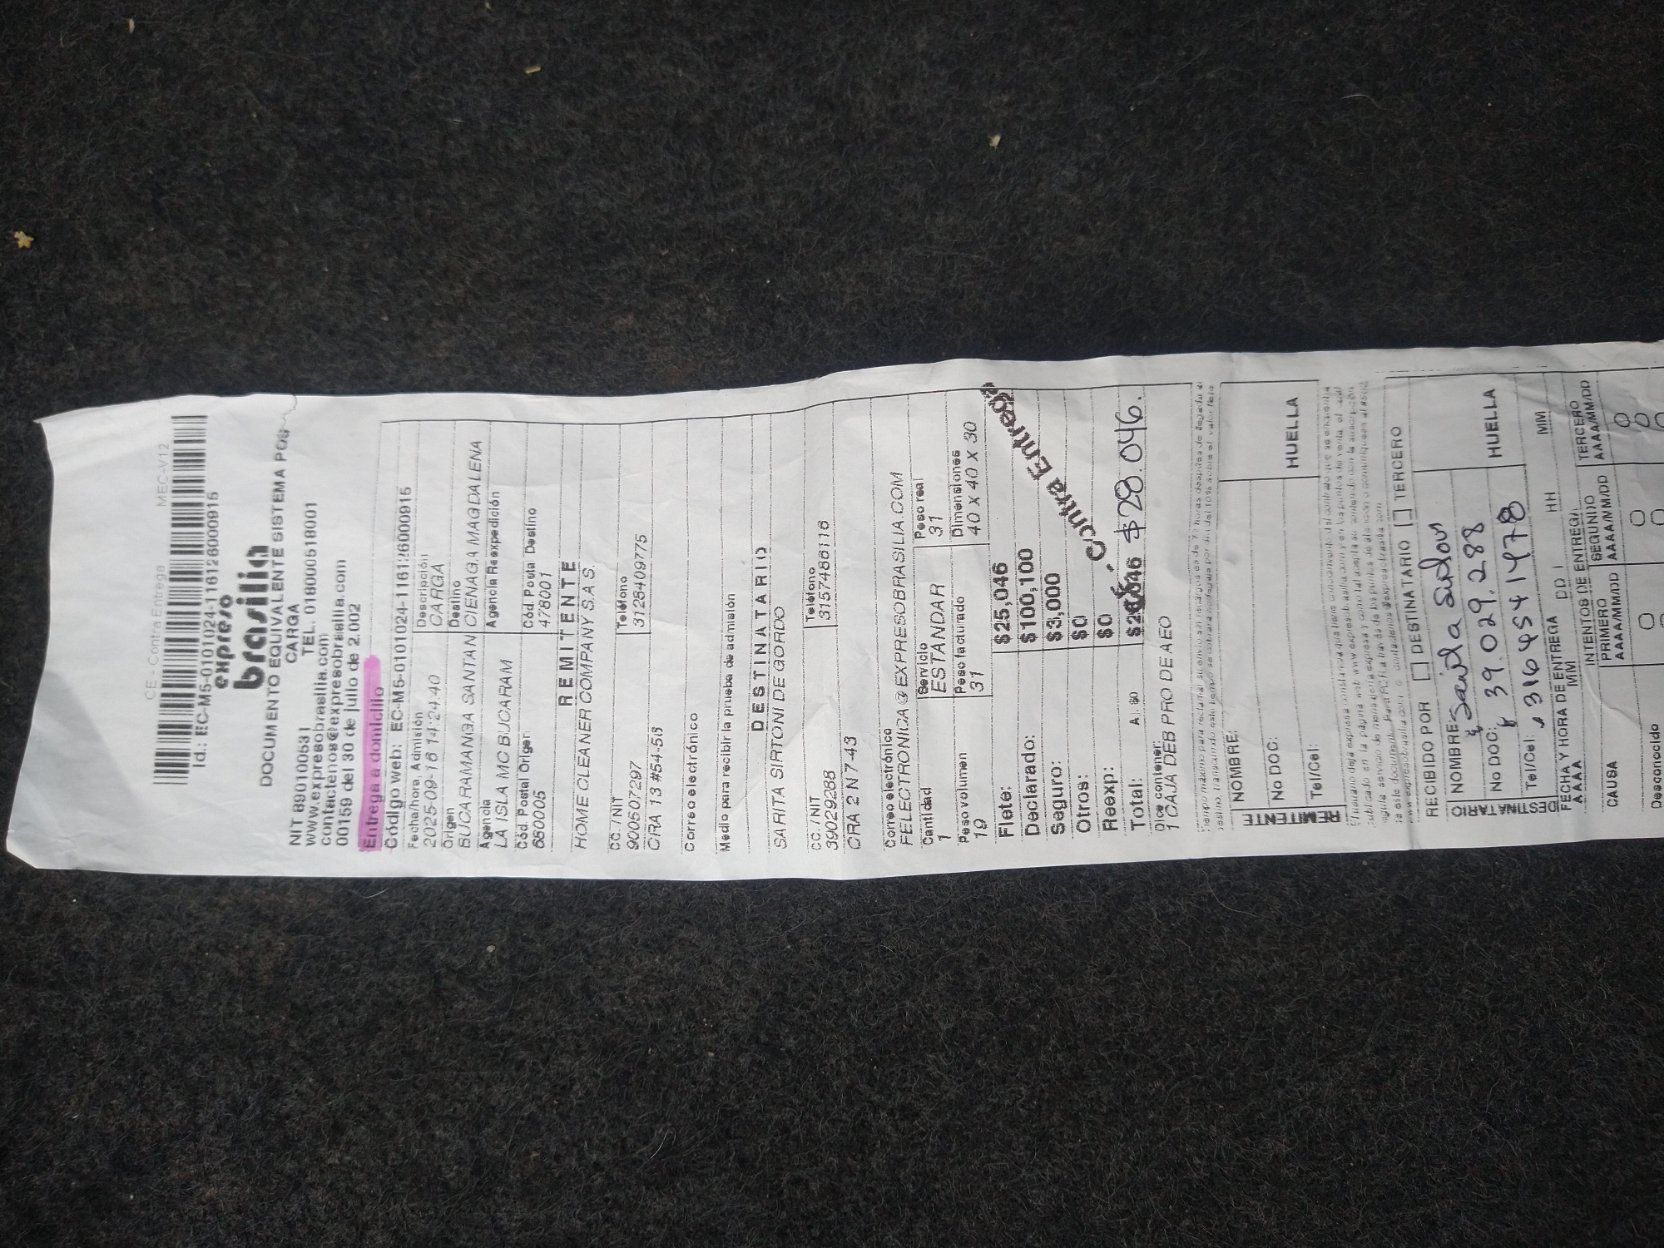 CE - Contra Entrega MEC-V12
Id.: EC-M5-0101024-1161:26000915
expreso
brasilia
DOCUMENTO EQUIVALENTE SISTEMA POS
CARGA
NIT 890100531 TEL. 018000518001
www.expresobrasilia.com
contactenos@expresobrasilia.com
00159 del 30 de julio de 2.002
Entrega a domicilio
Código web: EC-M5-0101024-1161:26000915
Fecha/hora Admisión Descripción
2025-09-16 14:24:40 CARGA
Origen Destino
BUCARAMANGA SANTAN CIENAGA MAGDALENA
Agencia Agencia Reexpedición
LA ISLA MC BUCARAM
Cód. Postal Origen Cód. Posta Destino
680005 478001
REMITENTE
HOME CLEANER COMPANY S.A.S.
CC. / NIT Teléfono
900507297 3128409775
CRA 13 #54-53
Correo electrónico
Medio para recibir la prueba de admisión
DESTINATARIO
SARITA SIRTORI DE GORDO
CC. / NIT Teléfono
39029288 3157488116
CRA 2 N 7-43
Correo electrónico
FELECTRONICA@EXPRESOBRASILIA.COM
Cantidad Servicio Peso real
1 ESTANDAR 31
Peso volumen Peso facturado Dimensiones
19 31 40 X 40 X 30
Flete: $25,046
Declarado: $100,100
Seguro: $3,000
Otros: $0
Reexp: $0
Contra Entrega
Total: $28,046 $28.046.
Dice contener:
1 CAJA DEB PRO DE AEO
REMITENTE
NOMBRE:
No DOC:
Tel/Cel:
HUELLA
RECIBIDO POR [ ] DESTINATARIO [ ] TERCERO
DESTINATARIO
NOMBRE:
No DOC: 39.029.288
Tel/Cel: 3164541478
HUELLA
FECHA Y HORA DE ENTREGA DD HH MM
AAAA MM
INTENTOS DE ENTREGA
CAUSA PRIMERO SEGUNDO TERCERO
AAAA/MM/DD AAAA/MM/DD AAAA/MM/DD
Desconocido